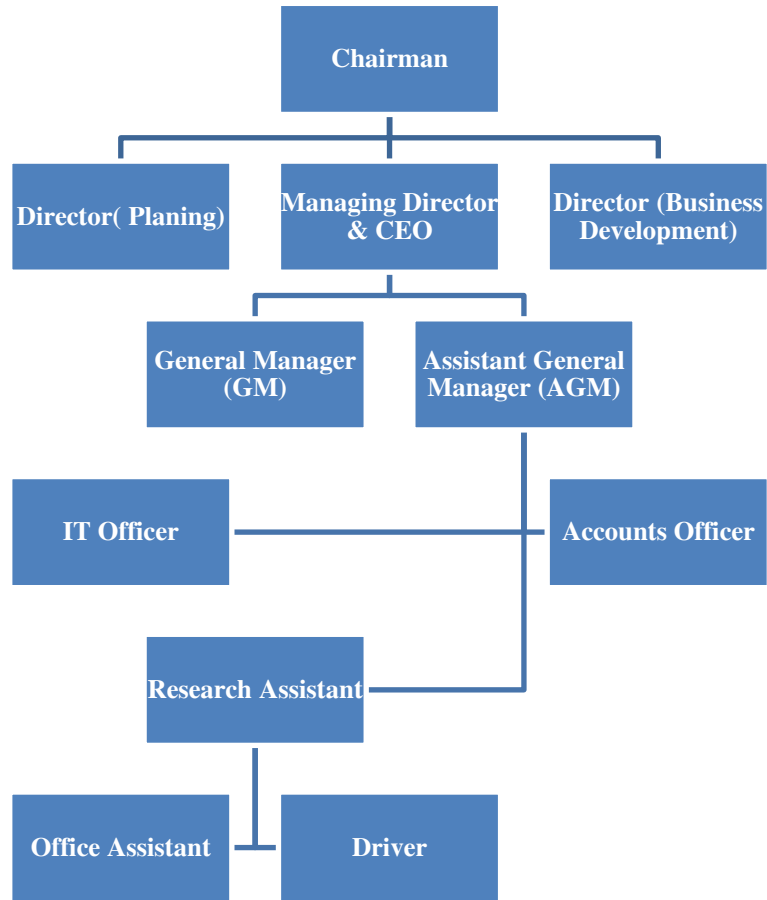 Chairman
Director( Planing)
Managing Director
& CEO
Director (Business
Development)
General Manager
(GM)
Assistant General
Manager (AGM)
IT Officer
Accounts Officer
Research Assistant
Office Assistant
Driver